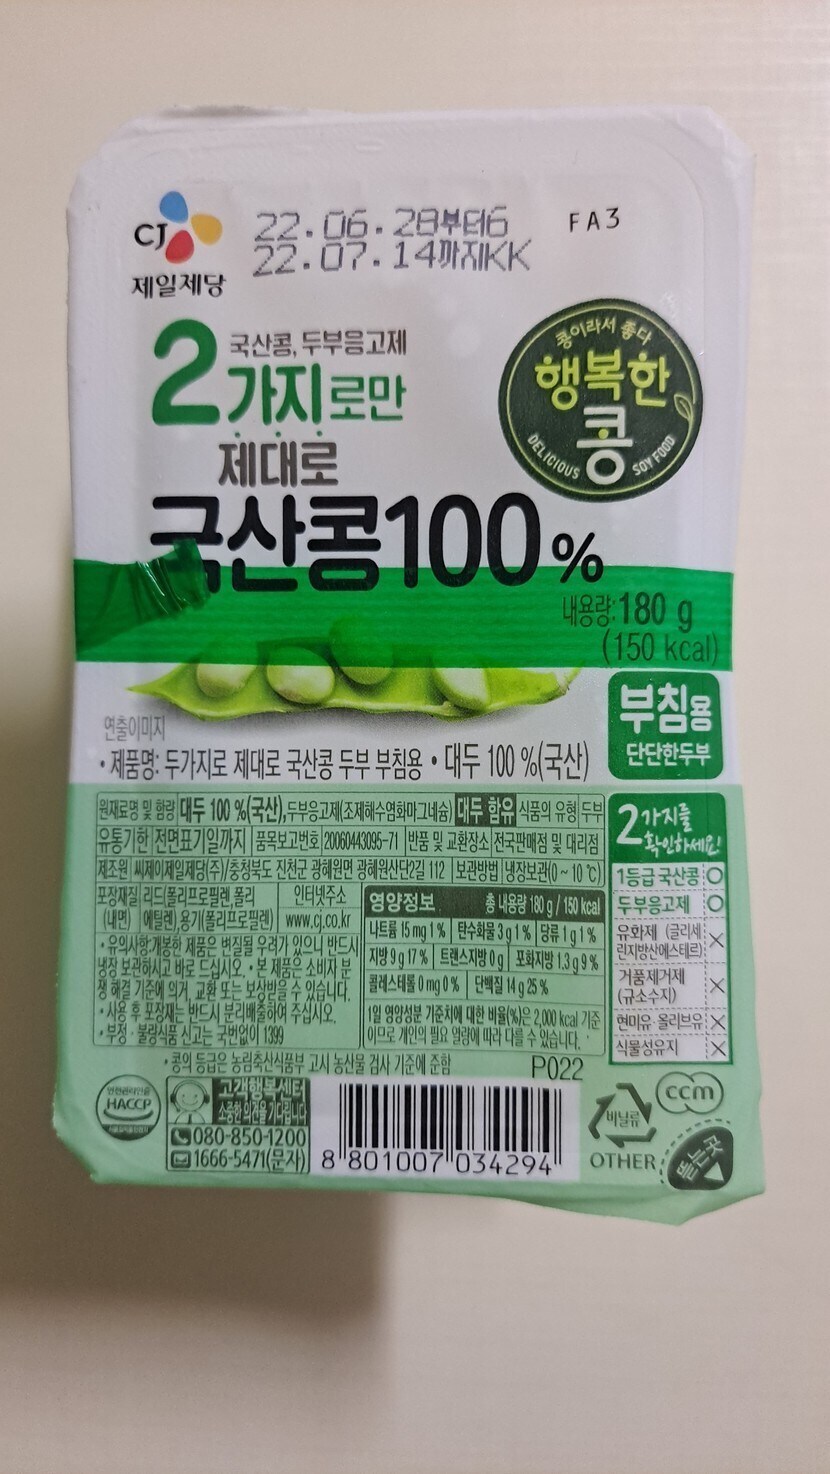 CJ
제일제당
22.06.28부터6
22.07.14까지KK
FA3
콩이라서 좋다
행복한
콩
DELICIOUS SOY FOOD
국산콩, 두부응고제
2가지로만
제대로
국산콩100%
내용량:180 g
(150 kcal)
부침용
단단한두부
연출이미지
• 제품명: 두가지로 제대로 국산콩 두부 부침용 • 대두 100 %(국산)
원재료명 및 함량 대두 100 %(국산), 두부응고제(조제해수염화마그네슘) 대두 함유 식품의 유형 두부
유통기한 전면표기일까지 품목보고번호 20060443095-71 반품 및 교환장소 전국판매점 및 대리점
제조원 씨제이제일제당(주)/충청북도 진천군 광혜원면 광혜원산단2길 112 보관방법 냉장보관(0 ~ 10 ℃)
포장재질 리드(폴리프로필렌,폴리
(내면) 에틸렌),용기(폴리프로필렌)
인터넷주소
www.cj.co.kr
• 유의사항:개봉한 제품은 변질될 우려가 있으니 반드시
냉장 보관하시고 바로 드십시오. • 본 제품은 소비자 분
쟁 해결 기준에 의거, 교환 또는 보상받을 수 있습니다.
• 사용 후 포장재는 반드시 분리배출하여 주십시오.
• 부정 · 불량식품 신고는 국번없이 1399
영양정보 총 내용량 180 g / 150 kcal
나트륨 15 mg 1 % 탄수화물 3 g 1 % 당류 1 g 1 %
지방 9 g 17 % 트랜스지방 0 g 포화지방 1.3 g 9 %
콜레스테롤 0 mg 0 % 단백질 14 g 25 %
1일 영양성분 기준치에 대한 비율(%)은 2,000 kcal 기준
이므로 개인의 필요 열량에 따라 다를 수 있습니다.
2가지를
확인하세요!
1등급 국산콩 O
두부응고제 O
유화제 (글리세
린지방산에스테르) X
거품제거제
(규소수지) X
현미유·올리브유 X
식물성유지 X
• 콩의 등급은 농림축산식품부 고시 농산물 검사 기준에 준함
P022
안전관리인증
HACCP
고객행복센터
소중한 의견을 기다립니다
080-850-1200
1666-5471(문자)
8 801007 034294
비닐류
OTHER
ccm
뜯는곳